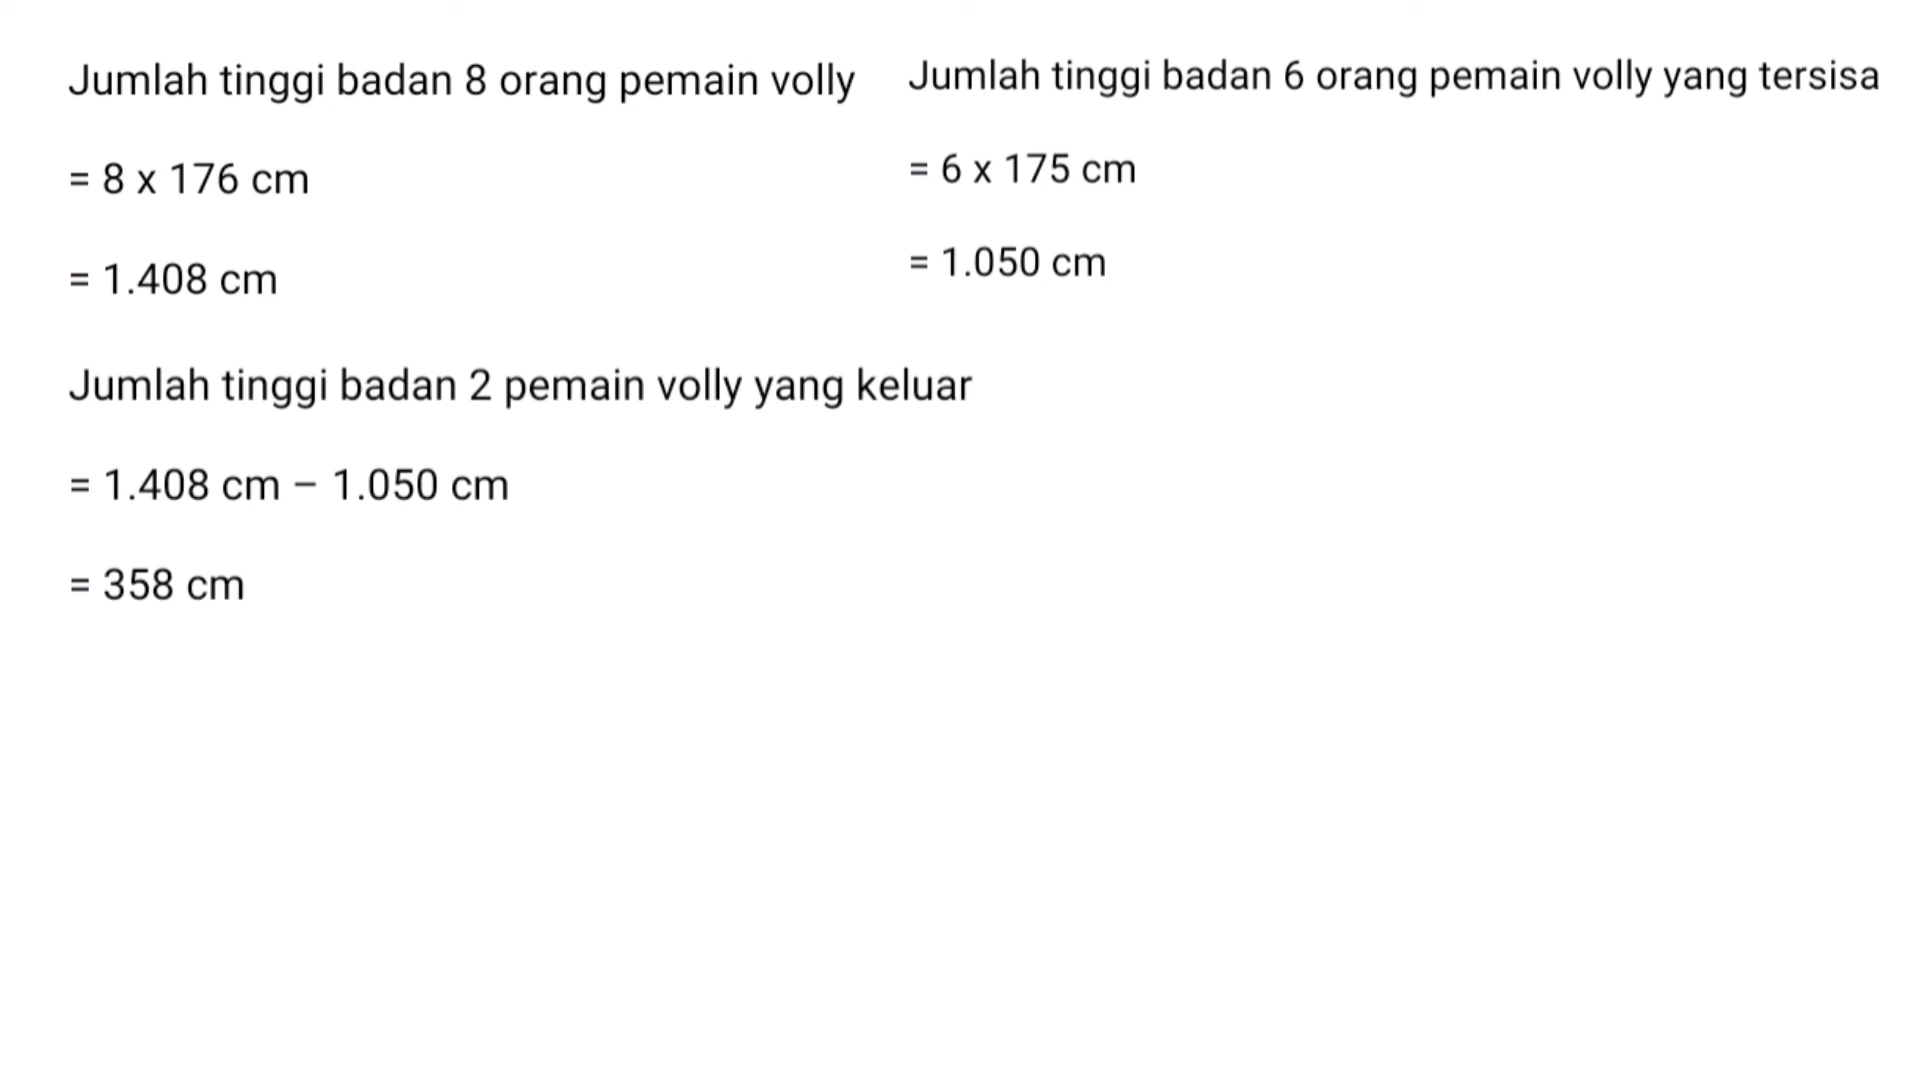 Jumlah tinggi badan 8 orang pemain volly
= 8 x 176 cm
= 1.408 cm
Jumlah tinggi badan 6 orang pemain volly yang tersisa
= 6 x 175 cm
= 1.050 cm
Jumlah tinggi badan 2 pemain volly yang keluar
= 1.408 cm – 1.050 cm
= 358 cm